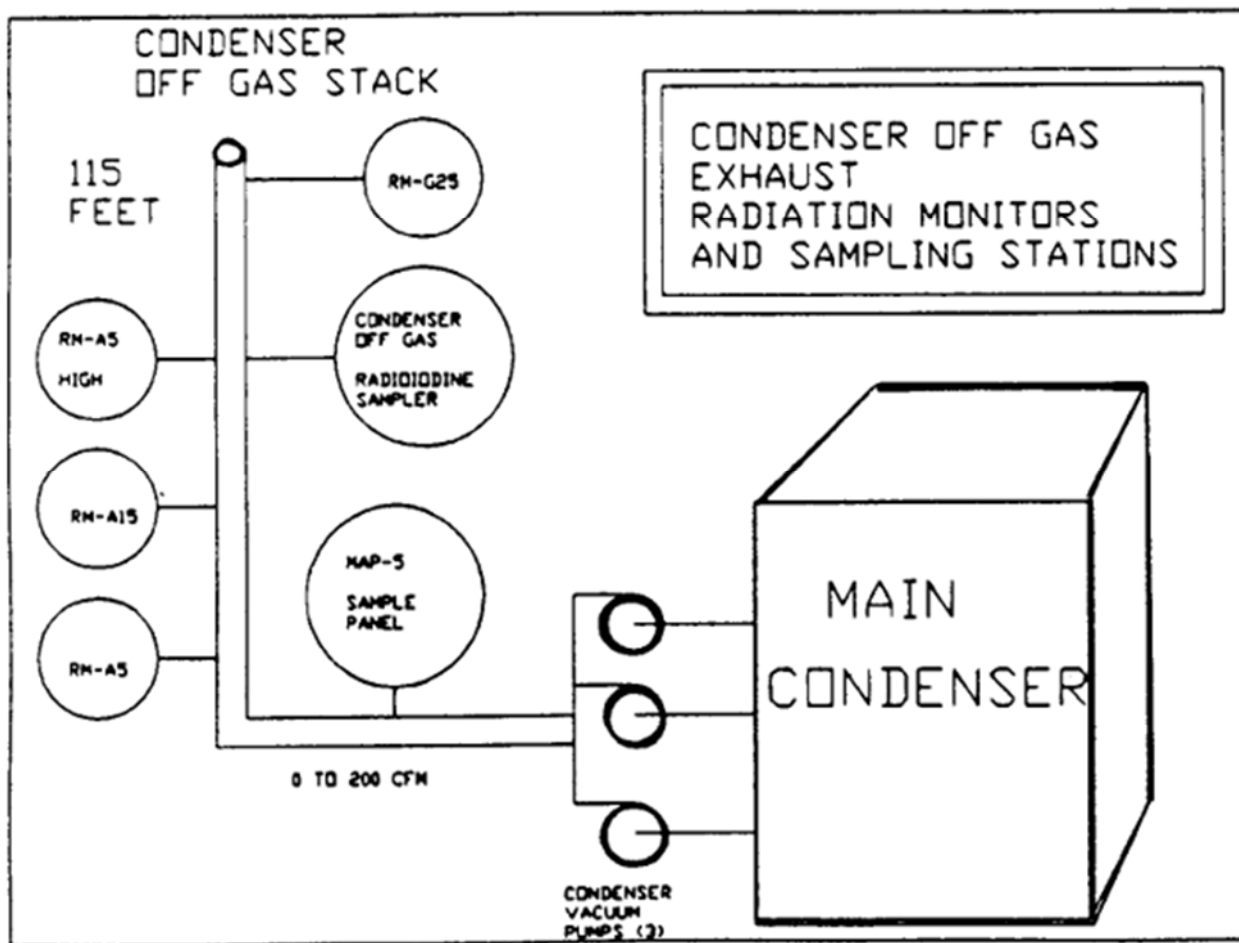 CONDENSER
OFF GAS STACK
115
FEET
RM-G25
CONDENSER OFF GAS
EXHAUST
RADIATION MONITORS
AND SAMPLING STATIONS
RM-A5
HIGH
CONDENSER
OFF GAS
RADIOIODINE
SAMPLER
RM-A15
MAP-5
SAMPLE
PANEL
RM-A5
0 TO 200 CFM
MAIN
CONDENSER
CONDENSER
VACUUM
PUMPS (3)